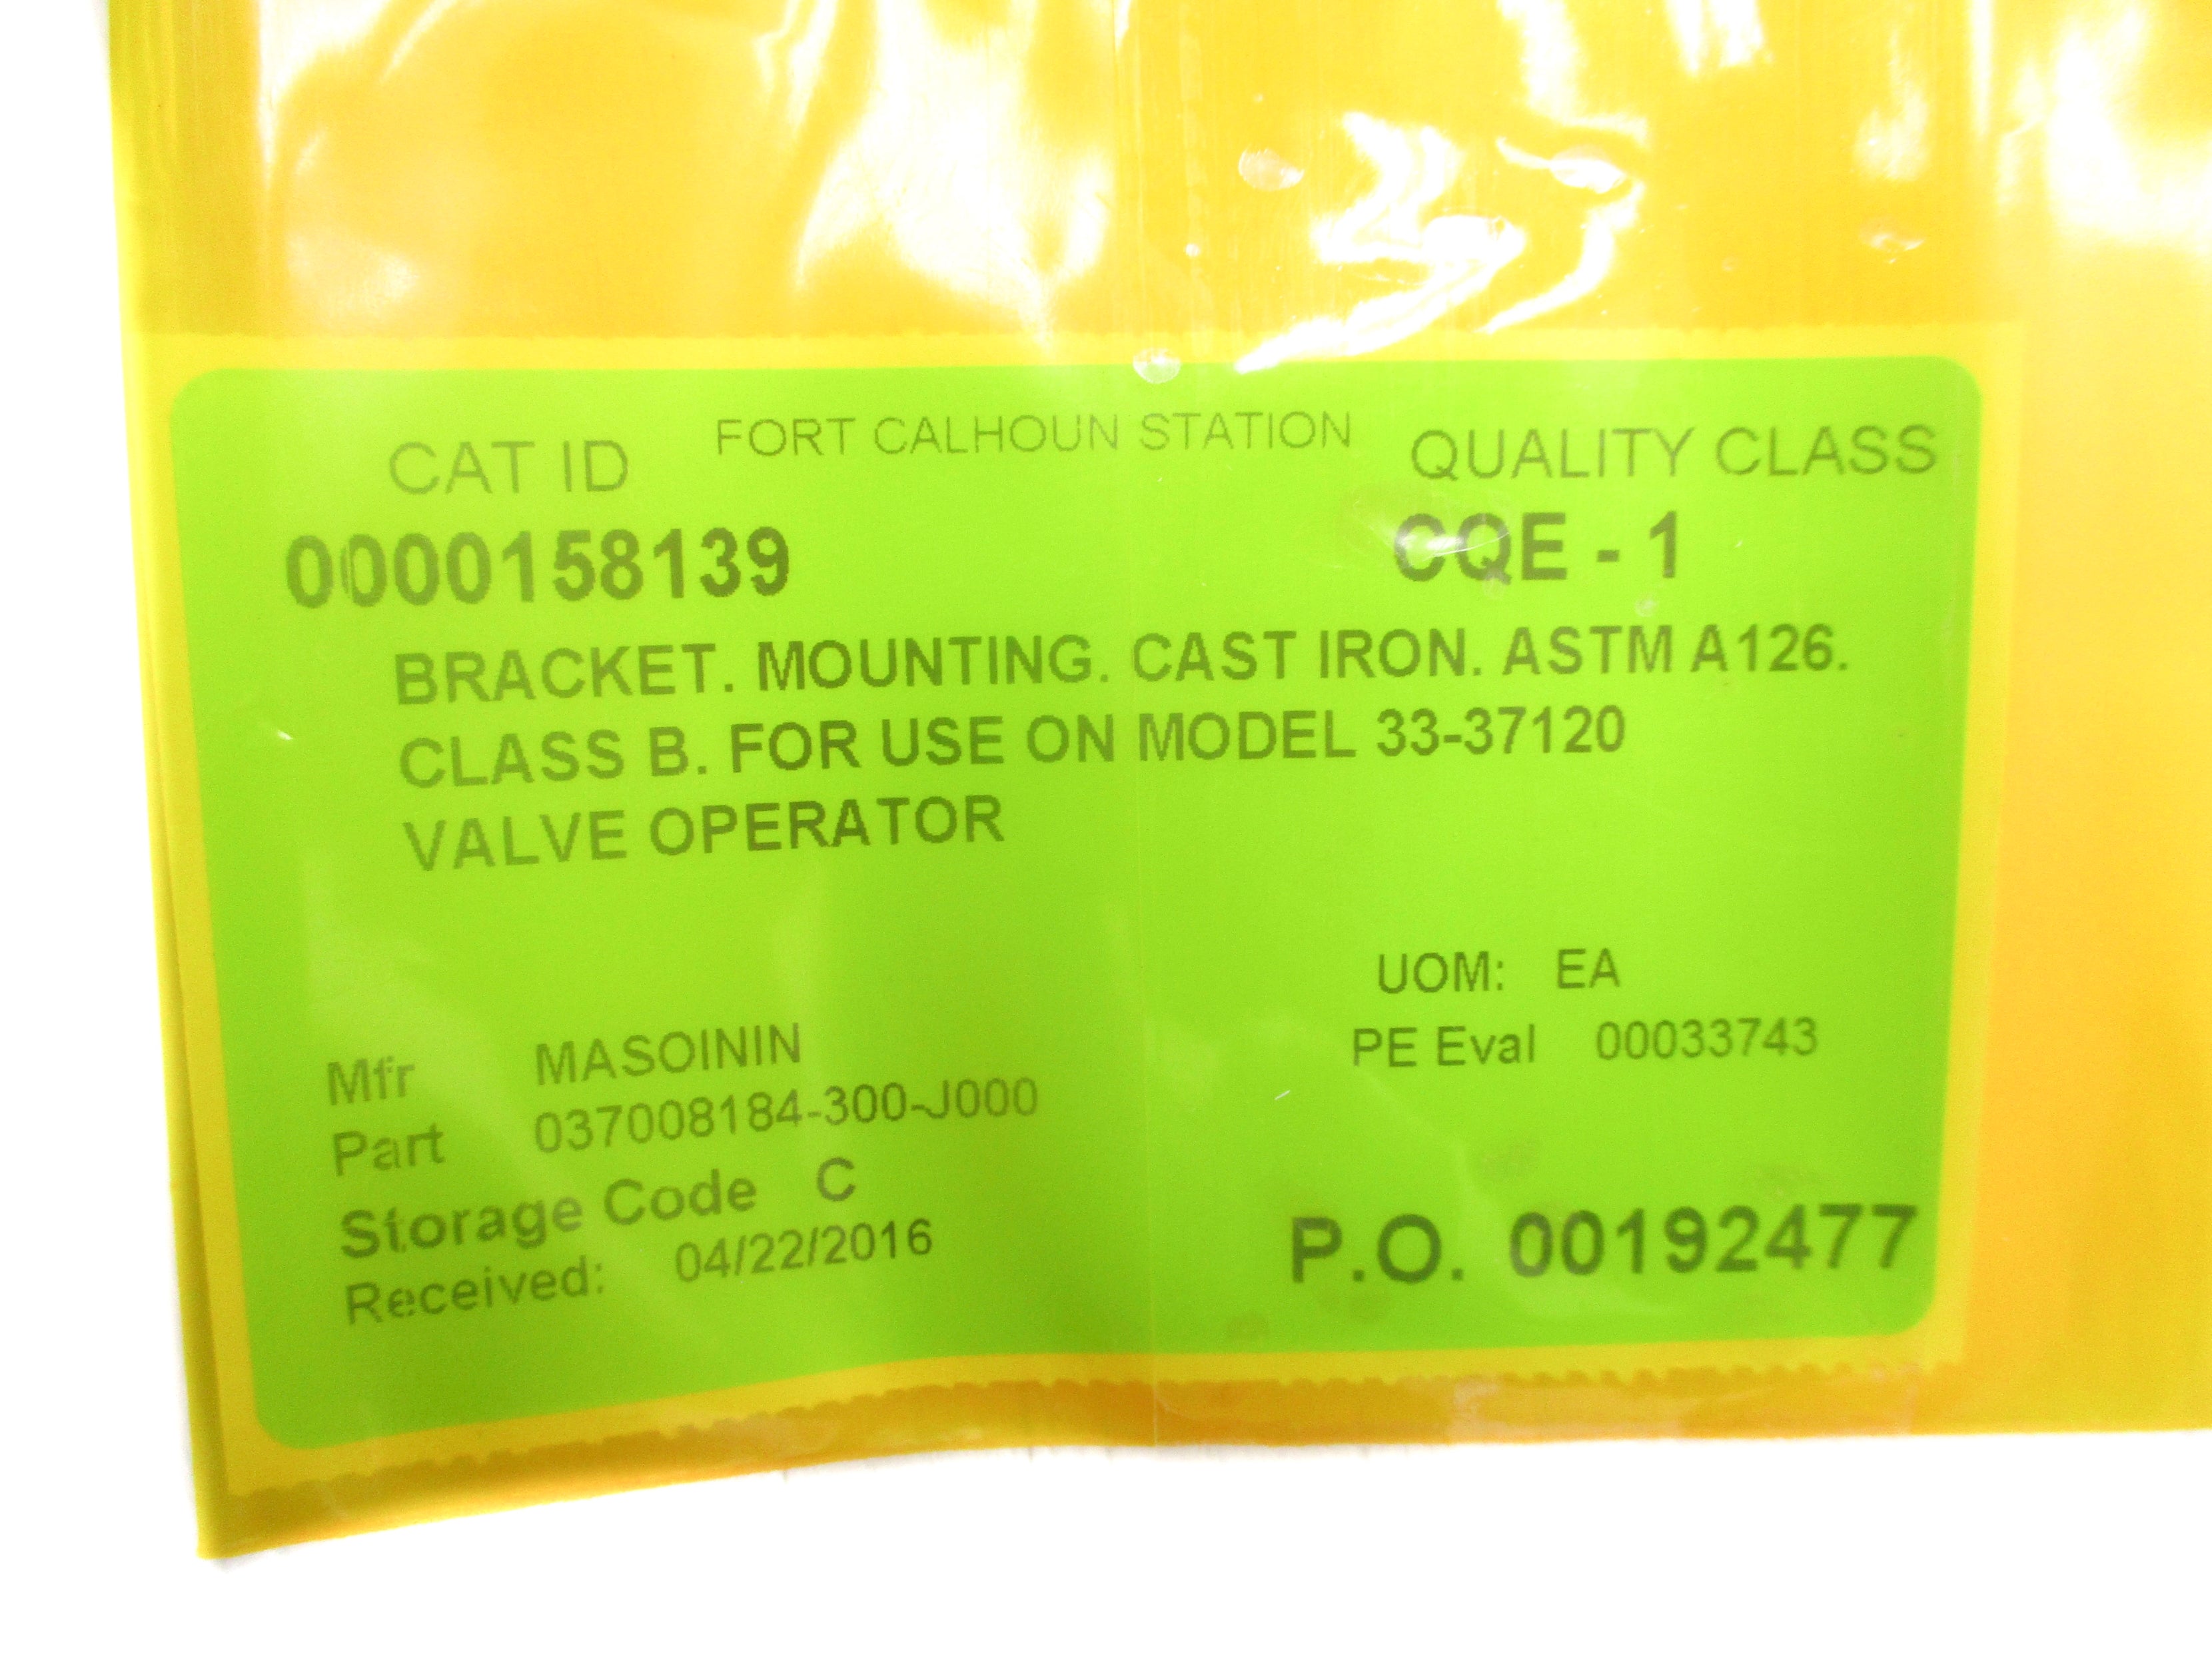 FORT CALHOUN STATION
CAT ID QUALITY CLASS
0000158139 CQE - 1
BRACKET. MOUNTING. CAST IRON. ASTM A126.
CLASS B. FOR USE ON MODEL 33-37120
VALVE OPERATOR
UOM: EA
Mfr MASOININ PE Eval 00033743
Part 037008184-300-J000
Storage Code C
Received: 04/22/2016 P.O. 00192477